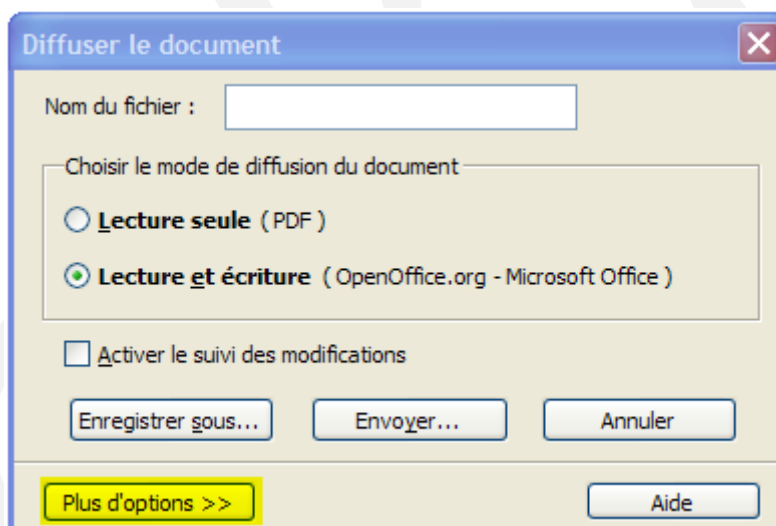 Diffuser le document
Nom du fichier :
Choisir le mode de diffusion du document
Lecture seule ( PDF )
Lecture et écriture ( OpenOffice.org - Microsoft Office )
Activer le suivi des modifications
Enregistrer sous... Envoyer... Annuler
Plus d'options >> Aide